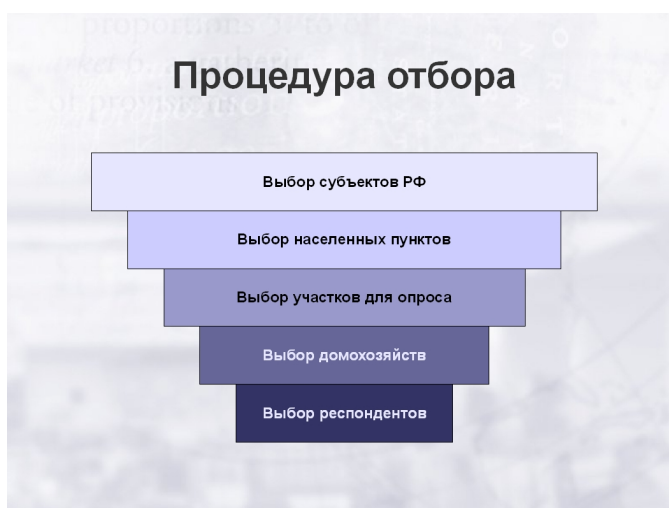 Процедура отбора
Выбор субъектов РФ
Выбор населенных пунктов
Выбор участков для опроса
Выбор домохозяйств
Выбор респондентов